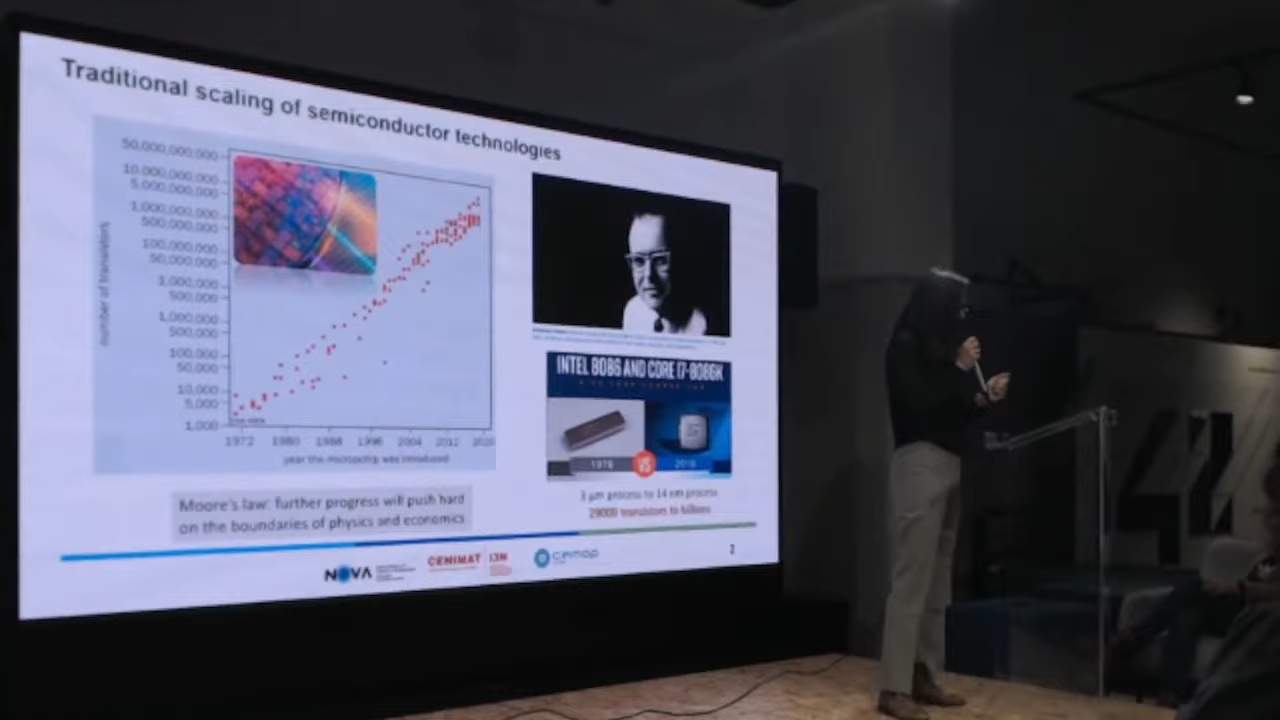 Traditional scaling of semiconductor technologies
50,000,000,000
10,000,000,000
5,000,000,000
1,000,000,000
500,000,000
100,000,000
50,000,000
1,000,000
500,000
1,000,000
500,000
100,000
50,000
10,000
5,000
1,000
number of transistors
1972 1980 1988 1996 2004 2012 2020
year the microchip was introduced
INTEL 8086 AND CORE I7-8086K
1978 VS 2018
3 µm process to 14 nm process
29000 transistors to billions
Moore's law: further progress will push hard
on the boundaries of physics and economics
NOVA
CENIMAT I3N
cemop
2
42